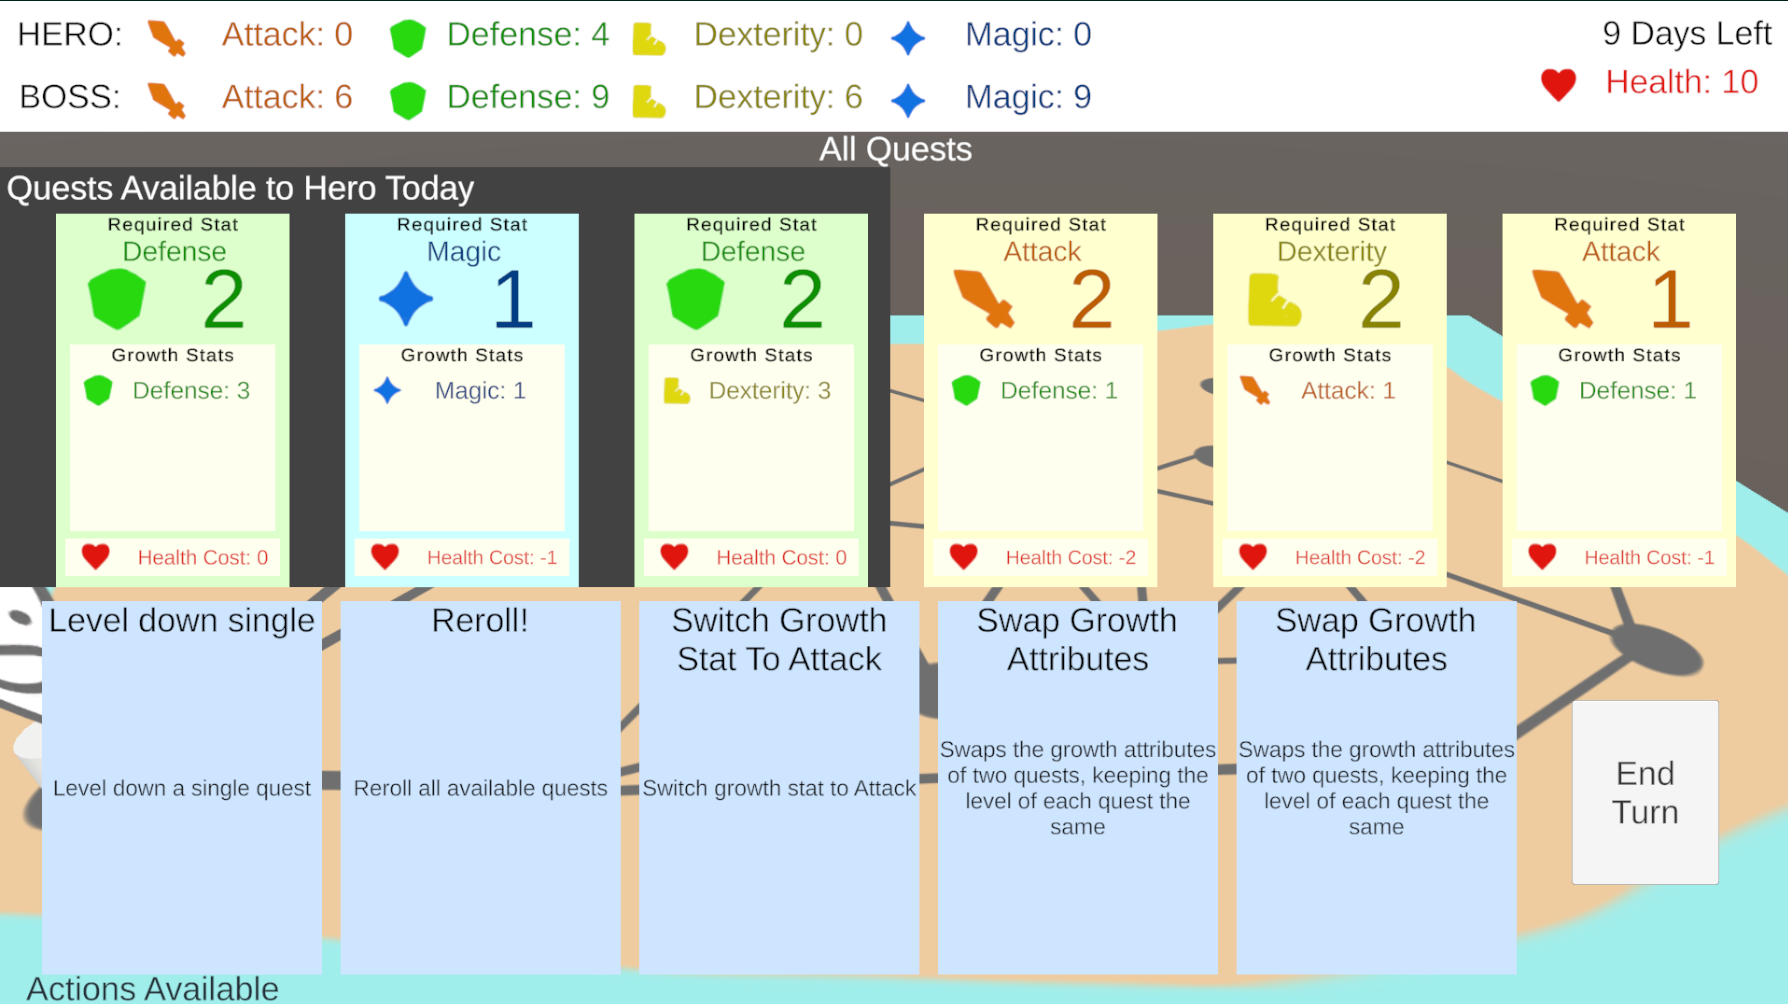 HERO: Attack: 0 Defense: 4 Dexterity: 0 Magic: 0 9 Days Left
BOSS: Attack: 6 Defense: 9 Dexterity: 6 Magic: 9 Health: 10
All Quests
Quests Available to Hero Today
Required Stat
Defense
2
Growth Stats
Defense: 3
Health Cost: 0
Required Stat
Magic
1
Growth Stats
Magic: 1
Health Cost: -1
Required Stat
Defense
2
Growth Stats
Dexterity: 3
Health Cost: 0
Required Stat
Attack
2
Growth Stats
Defense: 1
Health Cost: -2
Required Stat
Dexterity
2
Growth Stats
Attack: 1
Health Cost: -2
Required Stat
Attack
1
Growth Stats
Defense: 1
Health Cost: -1
Level down single
Level down a single quest
Reroll!
Reroll all available quests
Switch Growth
Stat To Attack
Switch growth stat to Attack
Swap Growth
Attributes
Swaps the growth attributes
of two quests, keeping the
level of each quest the
same
Swap Growth
Attributes
Swaps the growth attributes
of two quests, keeping the
level of each quest the
same
End
Turn
Actions Available